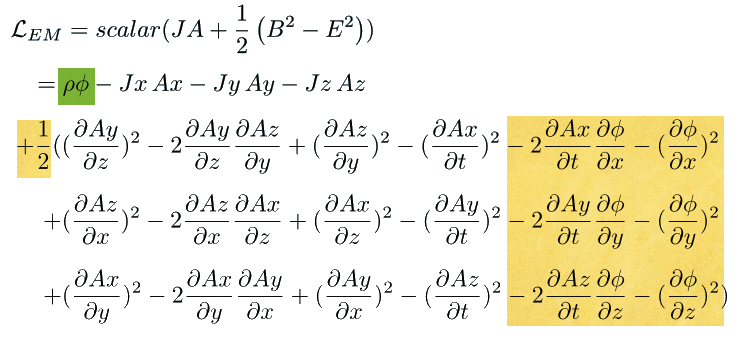 ℒ_EM = scalar(JA + 1/2 (B² − E²))
= ρϕ − Jx Ax − Jy Ay − Jz Az
+ 1/2 ((∂Ay/∂z)² − 2 ∂Ay/∂z ∂Az/∂y + (∂Az/∂y)² − (∂Ax/∂t)² − 2 ∂Ax/∂t ∂ϕ/∂x − (∂ϕ/∂x)²
+(∂Az/∂x)² − 2 ∂Az/∂x ∂Ax/∂z + (∂Ax/∂z)² − (∂Ay/∂t)² − 2 ∂Ay/∂t ∂ϕ/∂y − (∂ϕ/∂y)²
+(∂Ax/∂y)² − 2 ∂Ax/∂y ∂Ay/∂x + (∂Ay/∂x)² − (∂Az/∂t)² − 2 ∂Az/∂t ∂ϕ/∂z − (∂ϕ/∂z)²)